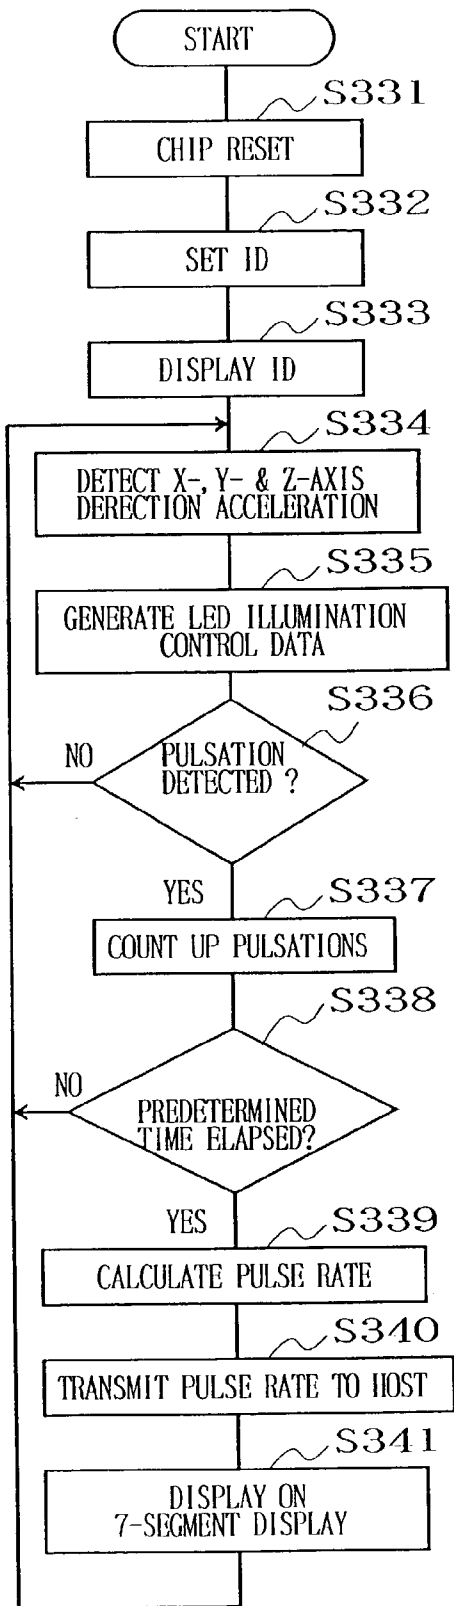 START
S331
CHIP RESET
S332
SET ID
S333
DISPLAY ID
S334
DETECT X-, Y- & Z-AXIS
DERECTION ACCELERATION
S335
GENERATE LED ILLUMINATION
CONTROL DATA
S336
NO
PULSATION
DETECTED ?
YES
S337
COUNT UP PULSATIONS
S338
NO
PREDETERMINED
TIME ELAPSED?
YES
S339
CALCULATE PULSE RATE
S340
TRANSMIT PULSE RATE TO HOST
S341
DISPLAY ON
7-SEGMENT DISPLAY